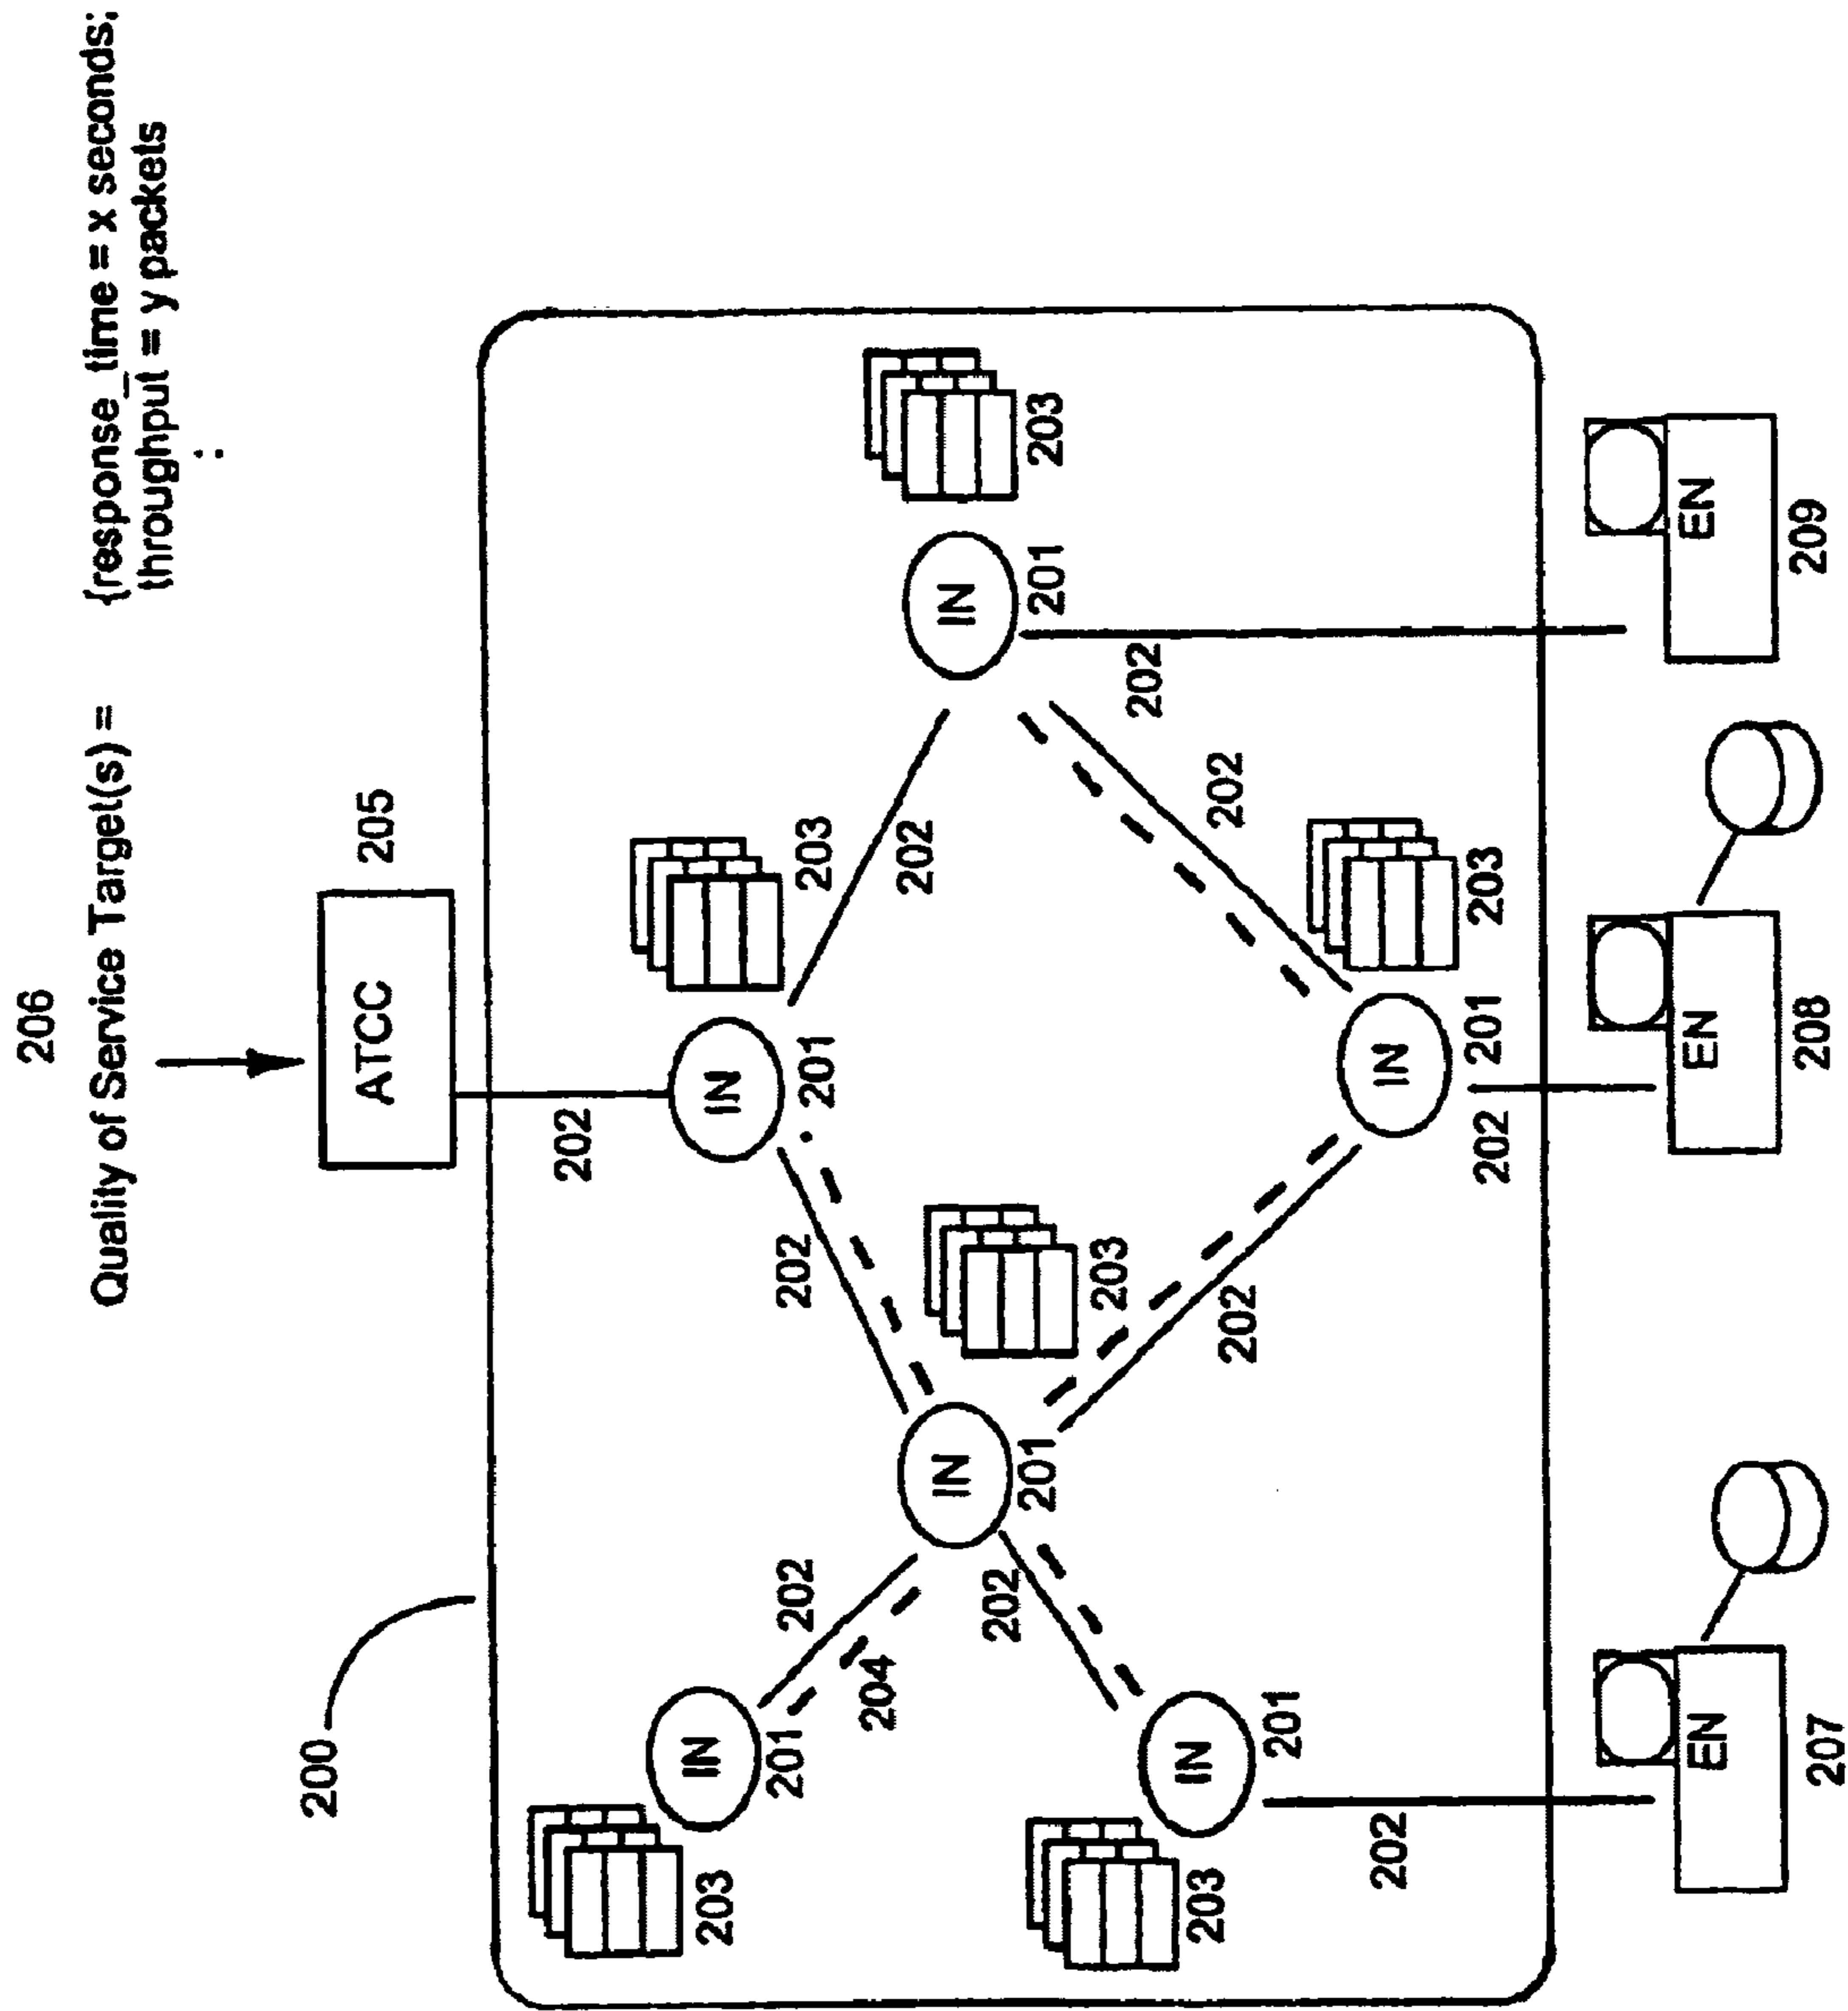 206
Quality of Service Target(s) = {response_time = x seconds;
throughput = y packets
:
200
ATCC 205
202
203
IN
IN
201
202
202
201
203
204
202
IN
IN
202
201
201
203
203
202
203
IN
202
202
201
202
IN
202
201
203
EN
EN
EN
207
208
209